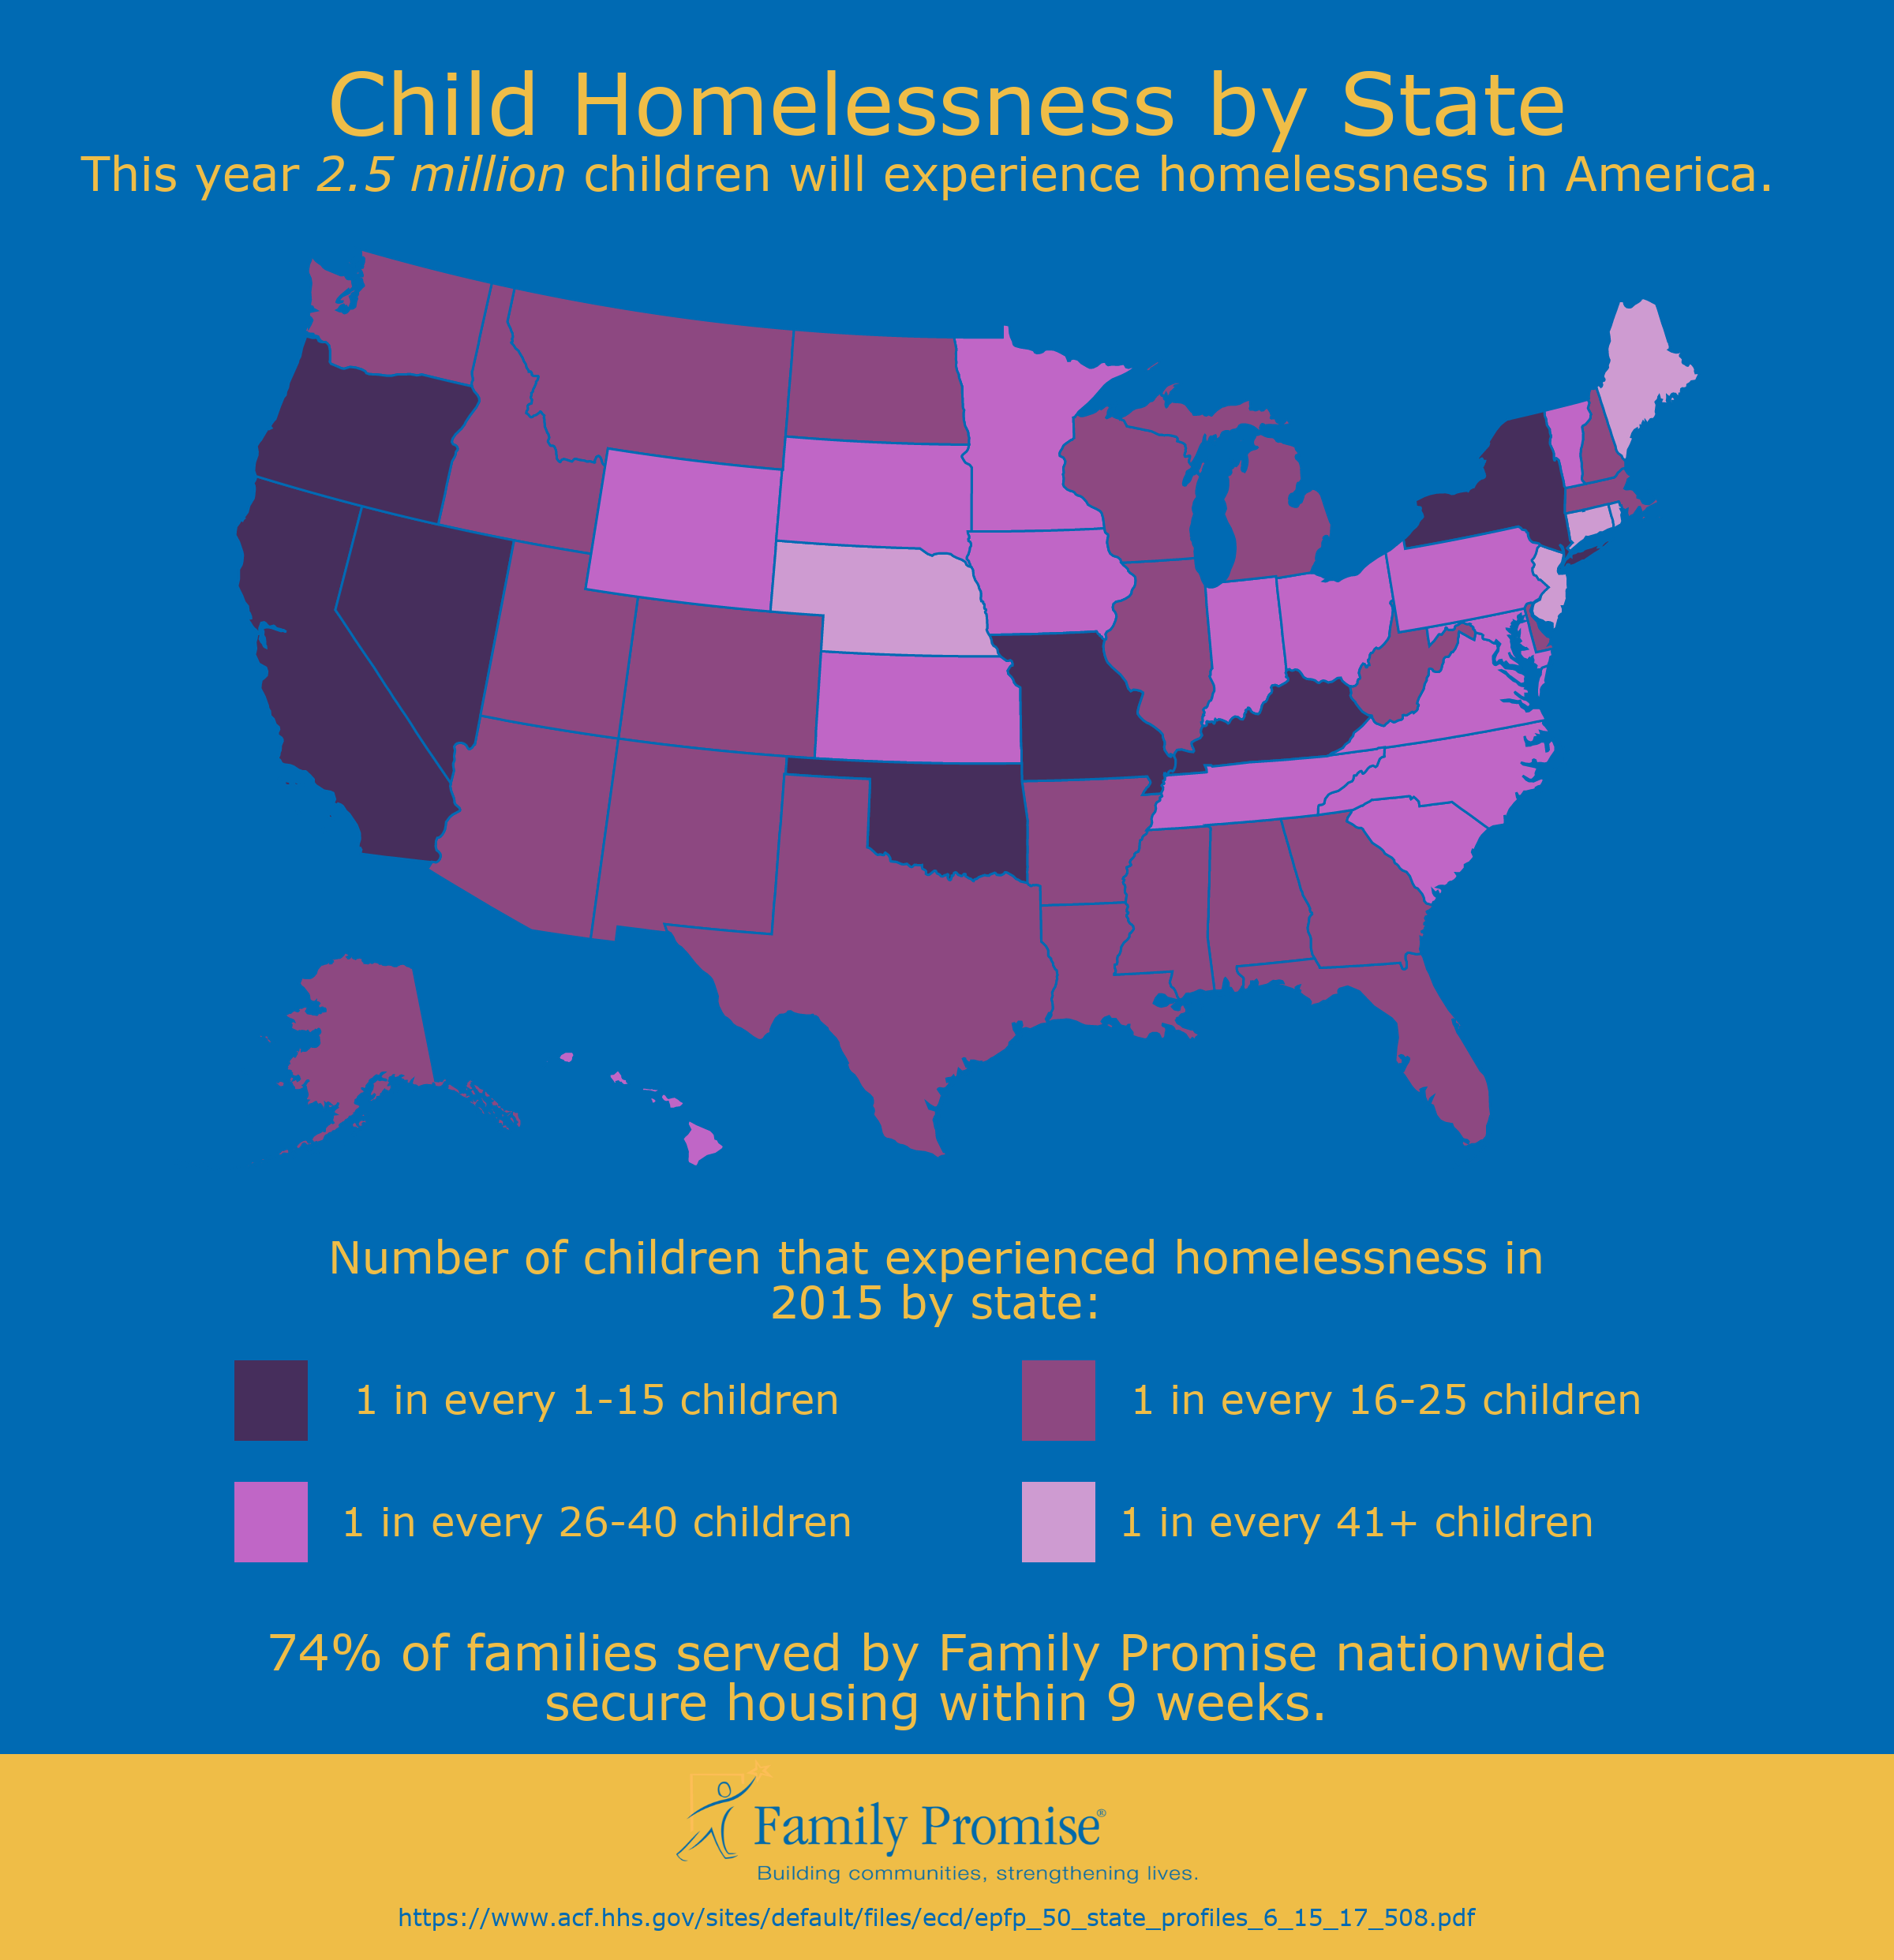 Child Homelessness by State
This year 2.5 million children will experience homelessness in America.
Number of children that experienced homelessness in
2015 by state:
1 in every 1-15 children
1 in every 16-25 children
1 in every 26-40 children
1 in every 41+ children
74% of families served by Family Promise nationwide
secure housing within 9 weeks.
Family Promise®
Building communities, strengthening lives.
https://www.acf.hhs.gov/sites/default/files/ecd/epfp_50_state_profiles_6_15_17_508.pdf